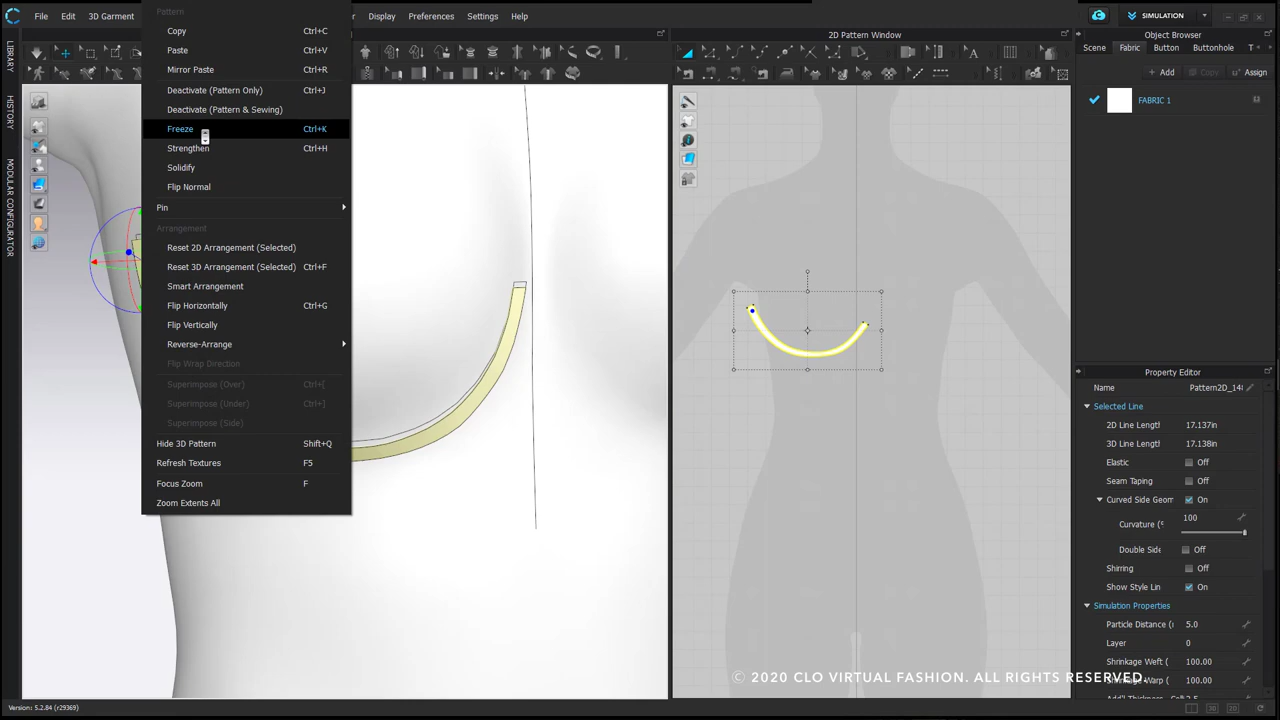 File Edit 3D Garment Display Preferences Settings Help
SIMULATION
Pattern
Copy Ctrl+C
Paste Ctrl+V
Mirror Paste Ctrl+R
Deactivate (Pattern Only) Ctrl+J
Deactivate (Pattern & Sewing)
Freeze Ctrl+K
Strengthen Ctrl+H
Solidify
Flip Normal
Pin
Arrangement
Reset 2D Arrangement (Selected)
Reset 3D Arrangement (Selected) Ctrl+F
Smart Arrangement
Flip Horizontally Ctrl+G
Flip Vertically
Reverse-Arrange
Flip Wrap Direction
Superimpose (Over) Ctrl+[
Superimpose (Under) Ctrl+]
Superimpose (Side)
Hide 3D Pattern Shift+Q
Refresh Textures F5
Focus Zoom F
Zoom Extents All
LIBRARY
HISTORY
MODULAR CONFIGURATOR
2D Pattern Window
Object Browser
Scene Fabric Button Buttonhole T
Add Copy Assign
FABRIC 1
Property Editor
Name Pattern2D_14
Selected Line
2D Line Lengt 17.137in
3D Line Lengt 17.138in
Elastic Off
Seam Taping Off
Curved Side Geom On
Curvature (° 100
Double Side Off
Shirring Off
Show Style Lin On
Simulation Properties
Particle Distance ( 5.0
Layer 0
Shrinkage Weft ( 100.00
Shrinkage Warp ( 100.00
© 2020 CLO VIRTUAL FASHION. ALL RIGHTS RESERVED.
Version: 5.2.84 (r29369)
3D 2D